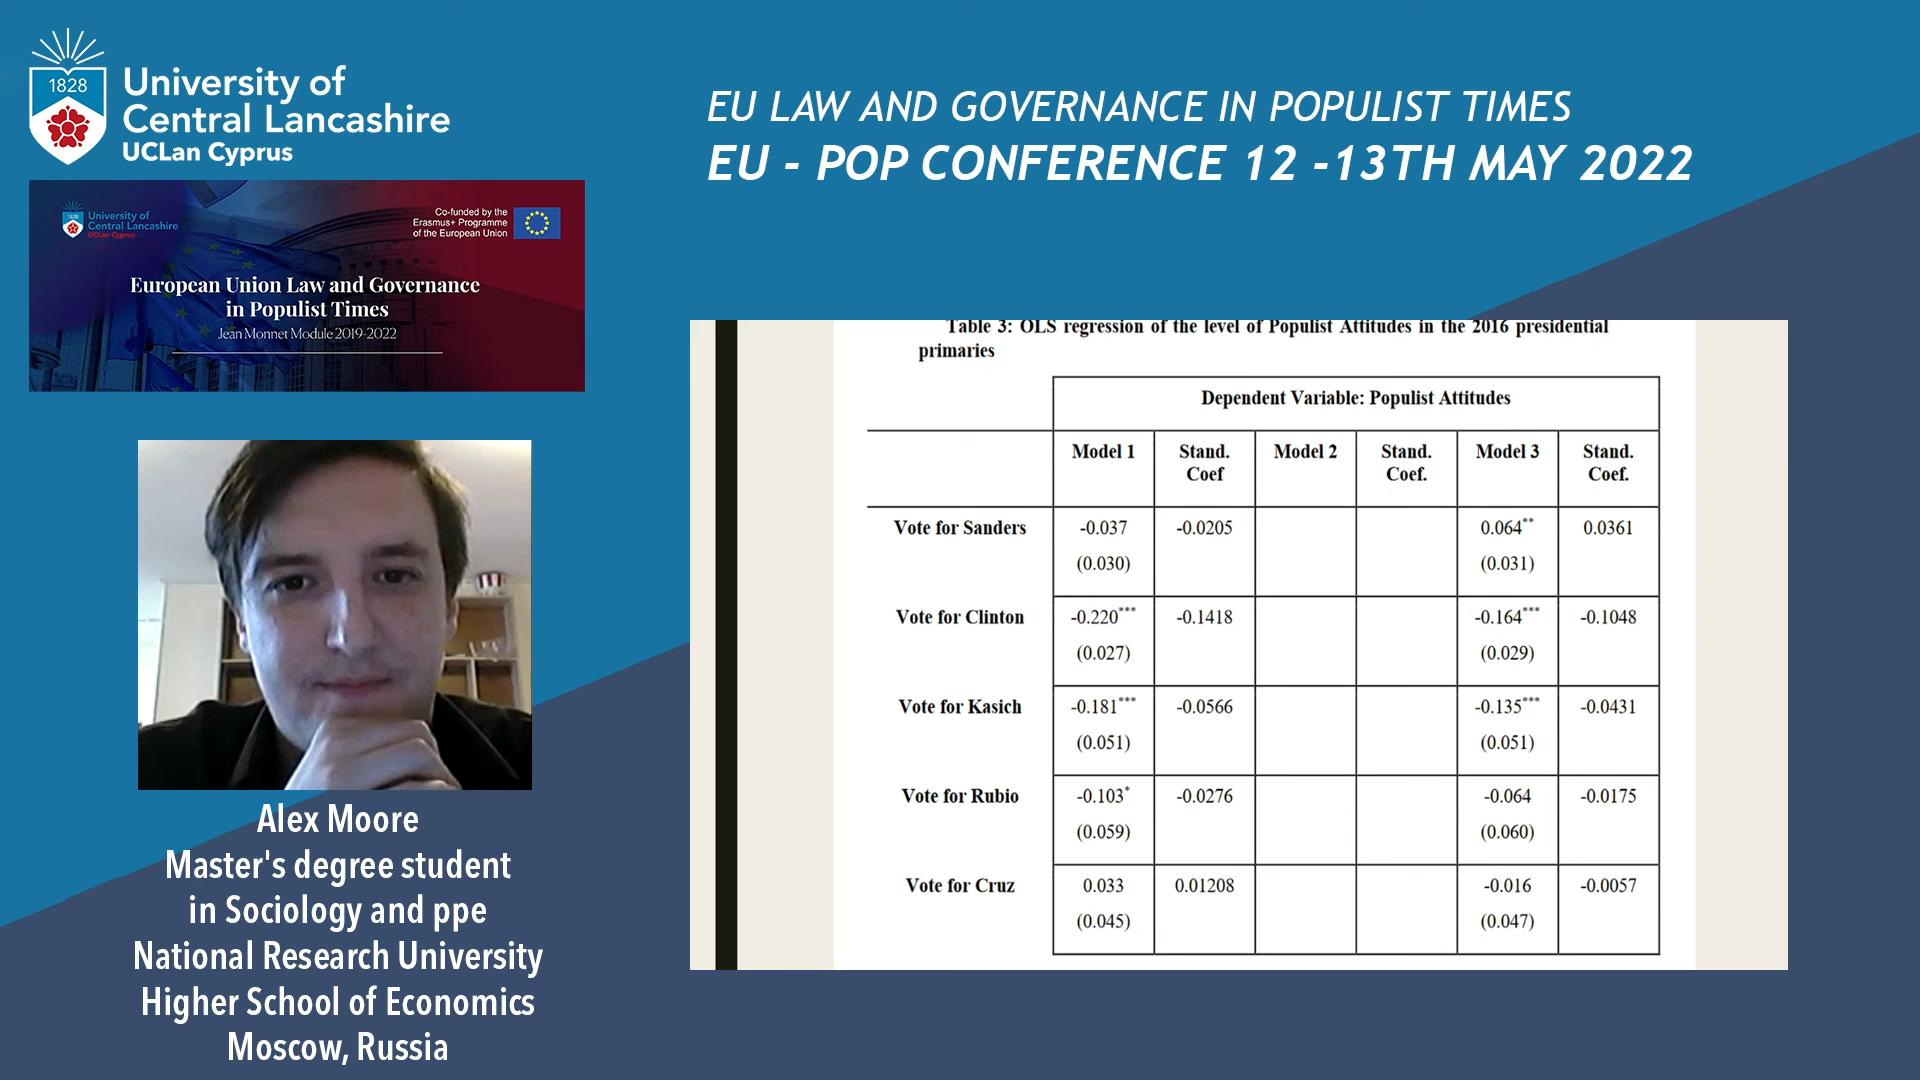 1828
University of
Central Lancashire
UCLan Cyprus
EU LAW AND GOVERNANCE IN POPULIST TIMES
EU - POP CONFERENCE 12 -13TH MAY 2022
1828
University of
Central Lancashire
UCLan Cyprus
Co-funded by the
Erasmus+ Programme
of the European Union
European Union Law and Governance
in Populist Times
Jean Monnet Module 2019-2022
Alex Moore
Master's degree student
in Sociology and ppe
National Research University
Higher School of Economics
Moscow, Russia
Table 3: OLS regression of the level of Populist Attitudes in the 2016 presidential
primaries
Dependent Variable: Populist Attitudes
Model 1 Stand. Coef Model 2 Stand. Coef. Model 3 Stand. Coef.
Vote for Sanders -0.037 -0.0205 0.064** 0.0361
(0.030) (0.031)
Vote for Clinton -0.220*** -0.1418 -0.164*** -0.1048
(0.027) (0.029)
Vote for Kasich -0.181*** -0.0566 -0.135*** -0.0431
(0.051) (0.051)
Vote for Rubio -0.103* -0.0276 -0.064 -0.0175
(0.059) (0.060)
Vote for Cruz 0.033 0.01208 -0.016 -0.0057
(0.045) (0.047)